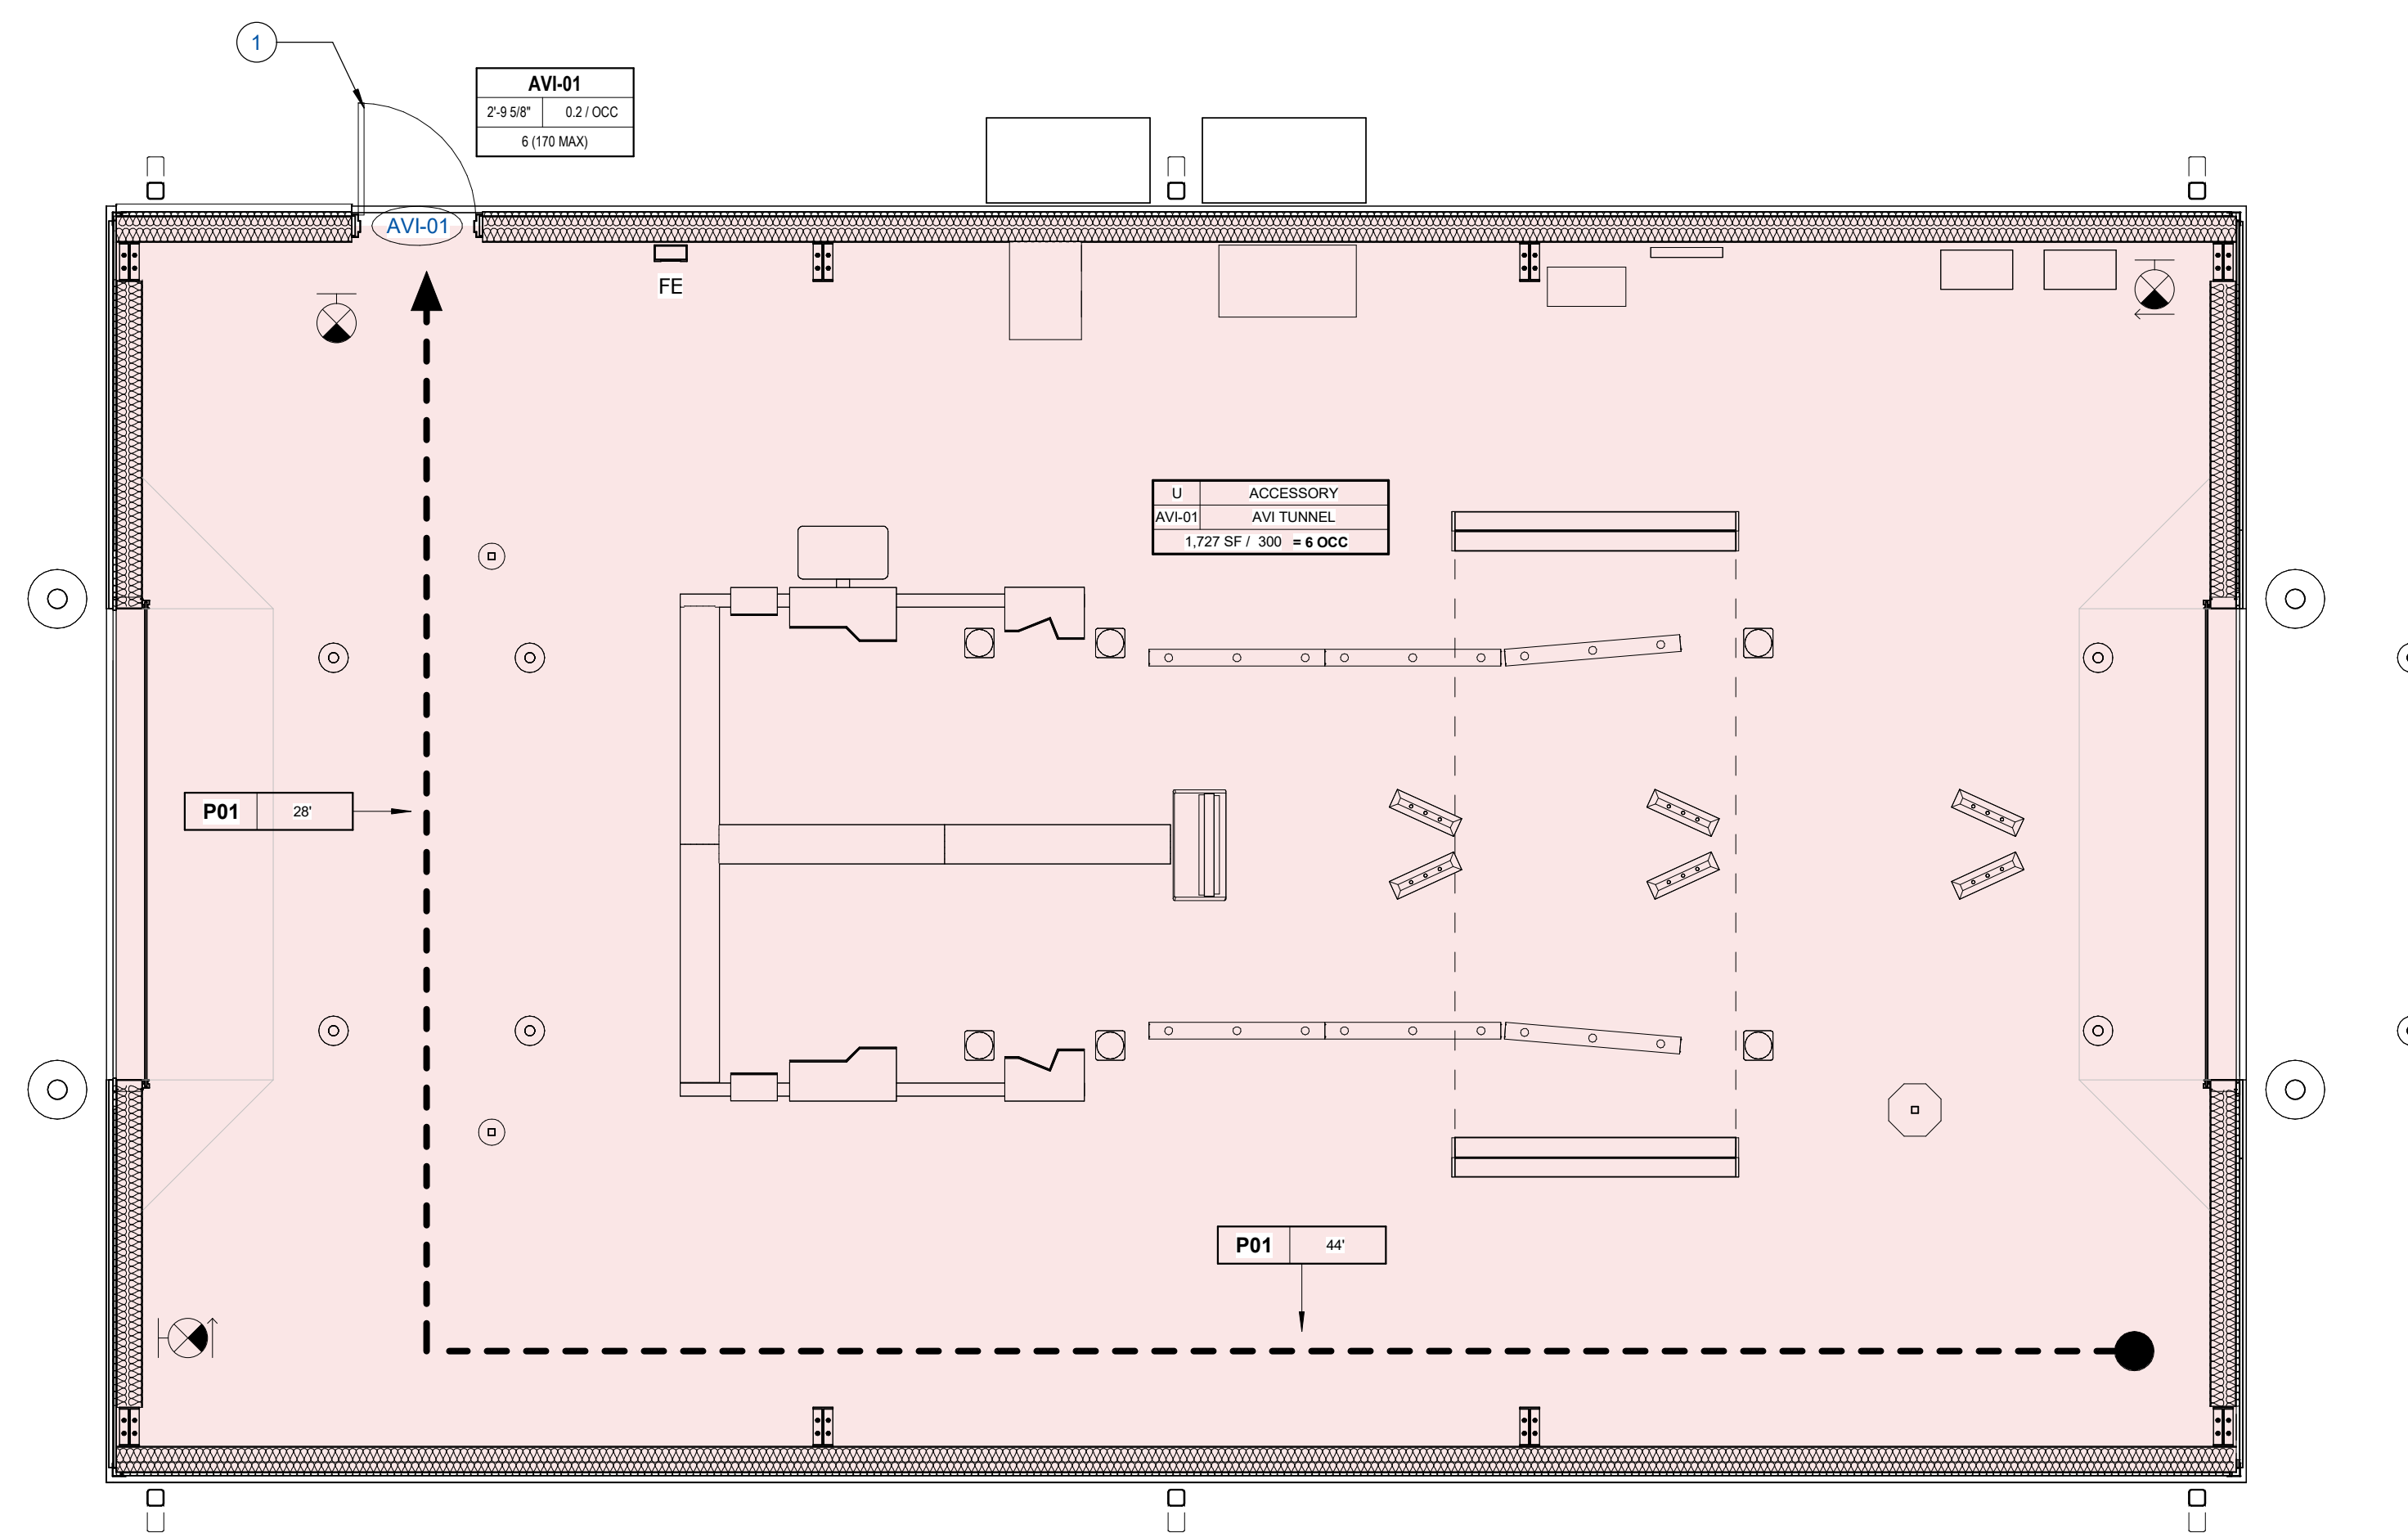 1
AVI-01
2'-9 5/8" 0.2 / OCC
6 (170 MAX)
AVI-01
FE
U ACCESSORY
AVI-01 AVI TUNNEL
1,727 SF / 300 = 6 OCC
P01 28'
P01 44'